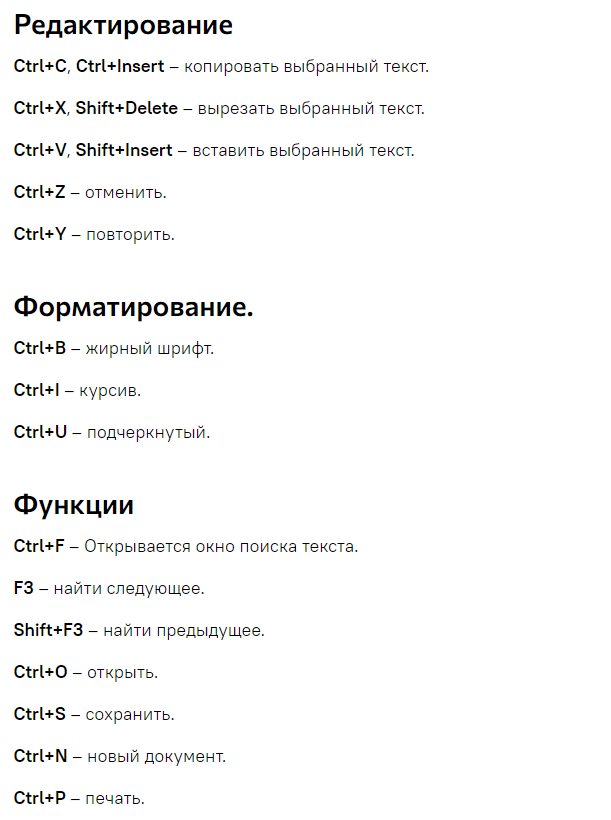 Редактирование
Ctrl+C, Ctrl+Insert – копировать выбранный текст.
Ctrl+X, Shift+Delete – вырезать выбранный текст.
Ctrl+V, Shift+Insert – вставить выбранный текст.
Ctrl+Z – отменить.
Ctrl+Y – повторить.
Форматирование.
Ctrl+B – жирный шрифт.
Ctrl+I – курсив.
Ctrl+U – подчеркнутый.
Функции
Ctrl+F – Открывается окно поиска текста.
F3 – найти следующее.
Shift+F3 – найти предыдущее.
Ctrl+O – открыть.
Ctrl+S – сохранить.
Ctrl+N – новый документ.
Ctrl+P – печать.